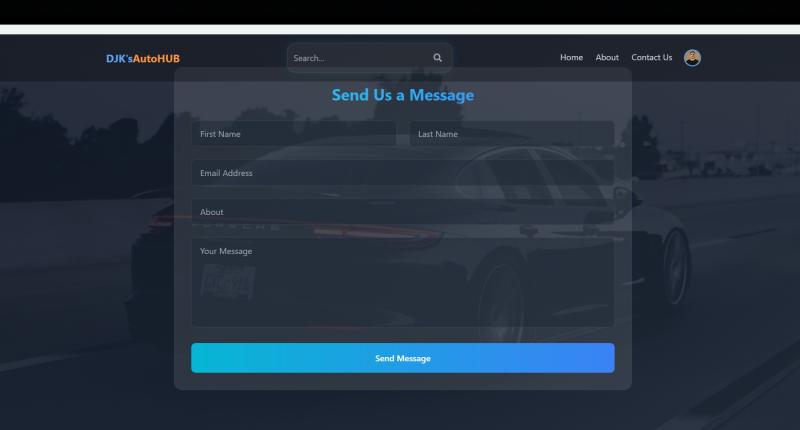 DJK'sAutoHUB
Search...
Home About Contact Us
Send Us a Message
First Name Last Name
Email Address
About
PORSCHE
Your Message
Send Message